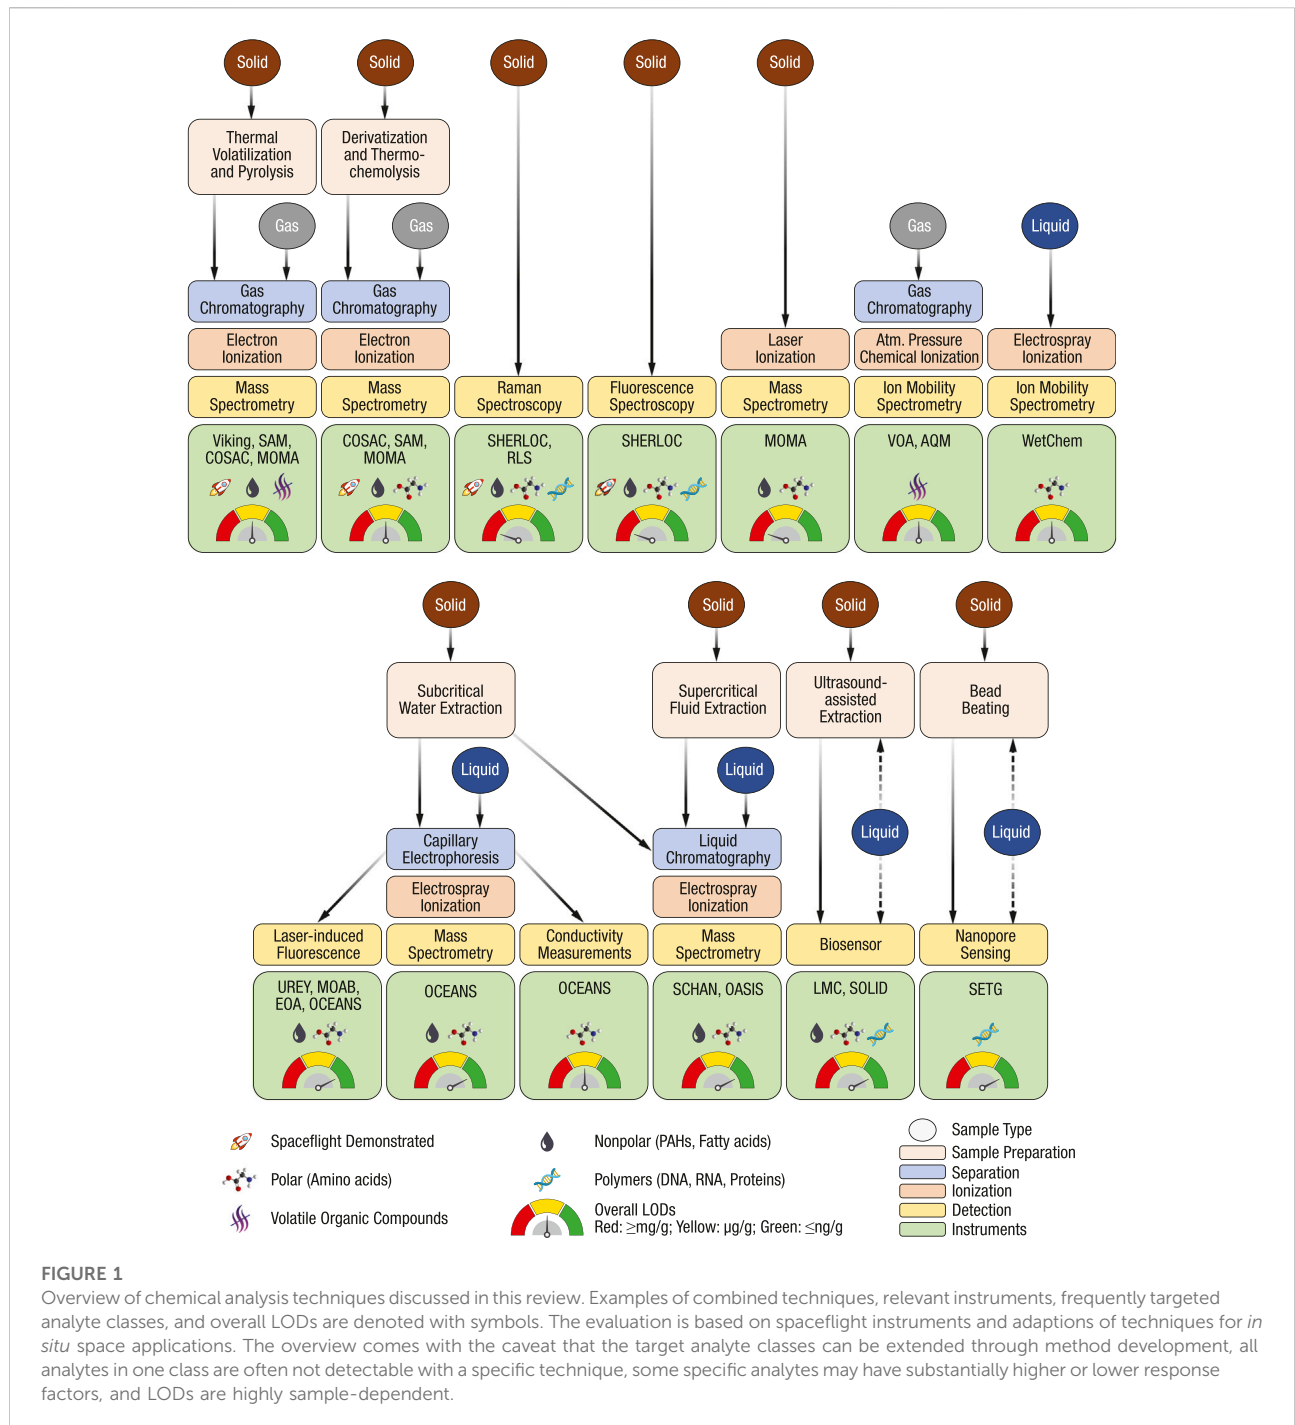 Solid
Solid
Solid
Solid
Solid
Thermal
Volatilization
and Pyrolysis
Derivatization
and Thermo-
chemolysis
Gas
Gas
Gas
Liquid
Gas
Chromatography
Gas
Chromatography
Gas
Chromatography
Electron
Ionization
Electron
Ionization
Laser
Ionization
Atm. Pressure
Chemical Ionization
Electrospray
Ionization
Mass
Spectrometry
Mass
Spectrometry
Raman
Spectroscopy
Fluorescence
Spectroscopy
Mass
Spectrometry
Ion Mobility
Spectrometry
Ion Mobility
Spectrometry
Viking, SAM,
COSAC, MOMA
COSAC, SAM,
MOMA
SHERLOC,
RLS
SHERLOC
MOMA
VOA, AQM
WetChem
Solid
Solid
Solid
Solid
Subcritical
Water Extraction
Supercritical
Fluid Extraction
Ultrasound-
assisted
Extraction
Bead
Beating
Liquid
Liquid
Liquid
Liquid
Capillary
Electrophoresis
Liquid
Chromatography
Electrospray
Ionization
Electrospray
Ionization
Laser-induced
Fluorescence
Mass
Spectrometry
Conductivity
Measurements
Mass
Spectrometry
Biosensor
Nanopore
Sensing
UREY, MOAB,
EOA, OCEANS
OCEANS
OCEANS
SCHAN, OASIS
LMC, SOLID
SETG
Spaceflight Demonstrated
Polar (Amino acids)
Volatile Organic Compounds
Nonpolar (PAHs, Fatty acids)
Polymers (DNA, RNA, Proteins)
Overall LODs
Red: ≥mg/g; Yellow: µg/g; Green: ≤ng/g
Sample Type
Sample Preparation
Separation
Ionization
Detection
Instruments
FIGURE 1
Overview of chemical analysis techniques discussed in this review. Examples of combined techniques, relevant instruments, frequently targeted
analyte classes, and overall LODs are denoted with symbols. The evaluation is based on spaceflight instruments and adaptions of techniques for in
situ space applications. The overview comes with the caveat that the target analyte classes can be extended through method development, all
analytes in one class are often not detectable with a specific technique, some specific analytes may have substantially higher or lower response
factors, and LODs are highly sample-dependent.